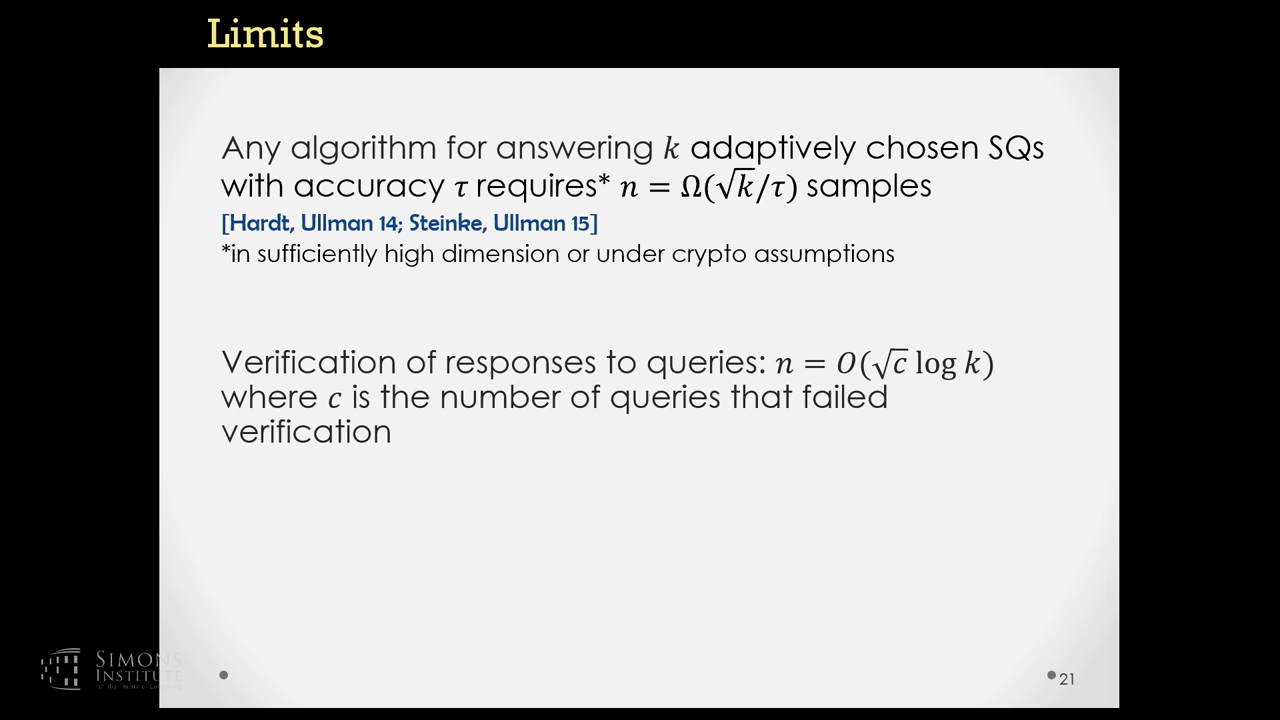 Limits
Any algorithm for answering k adaptively chosen SQs
with accuracy τ requires* n = Ω(√k/τ) samples
[Hardt, Ullman 14; Steinke, Ullman 15]
*in sufficiently high dimension or under crypto assumptions
Verification of responses to queries: n = O(√c log k)
where c is the number of queries that failed
verification
SIMONS
INSTITUTE
21